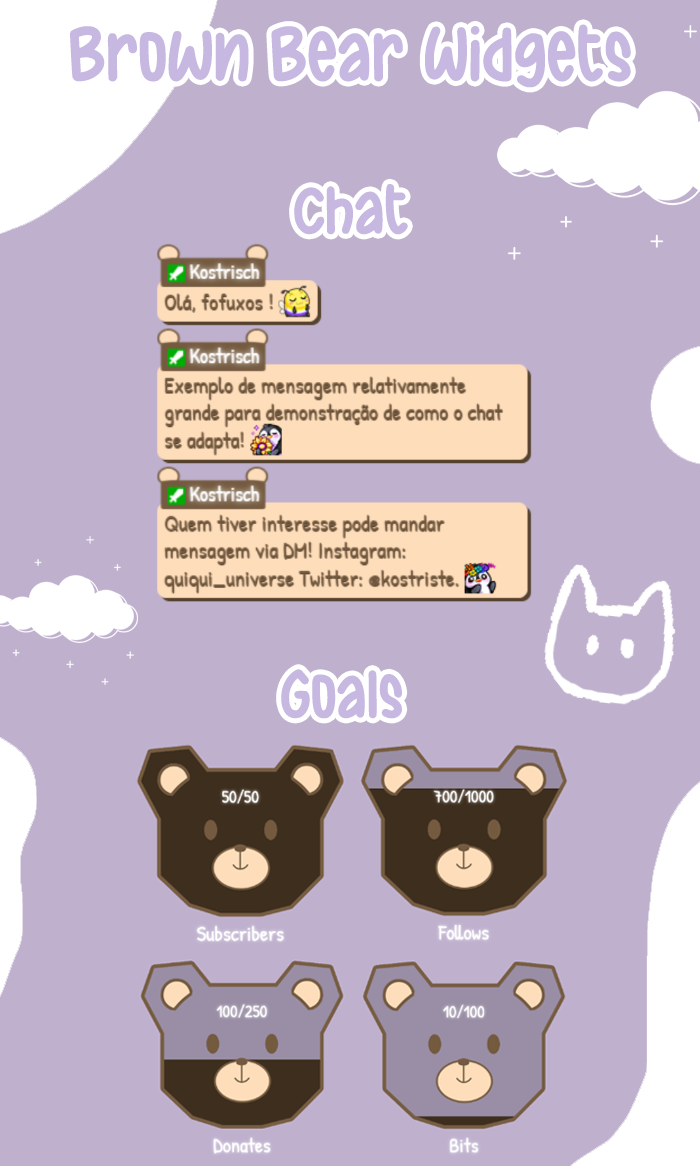 Brown Bear Widgets
Chat
Kostrisch
Olá, fofuxos !
Kostrisch
Exemplo de mensagem relativamente
grande para demonstração de como o chat
se adapta!
Kostrisch
Quem tiver interesse pode mandar
mensagem via DM! Instagram:
quiqui_universe Twitter: @kostriste.
Goals
50/50
700/1000
Subscribers
Follows
100/250
10/100
Donates
Bits